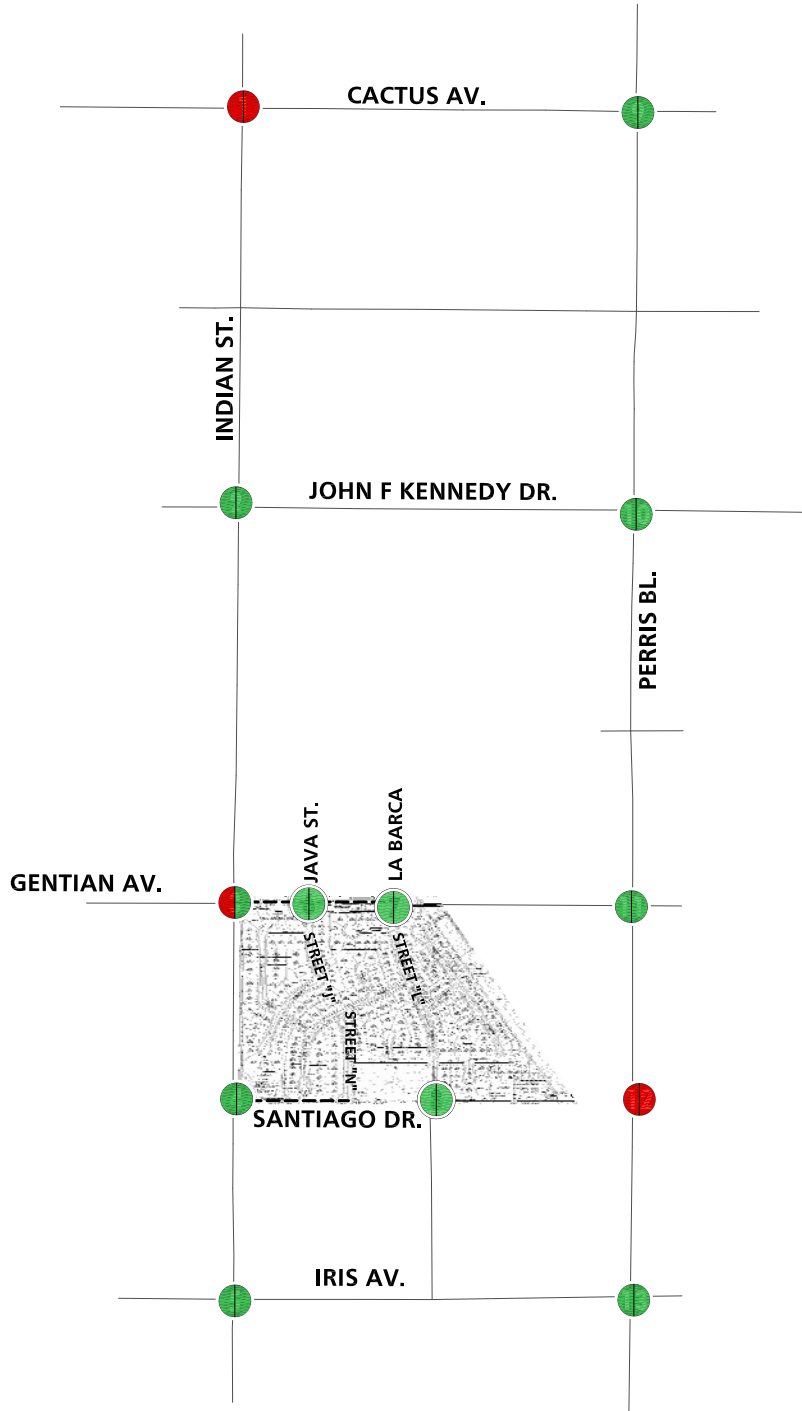 CACTUS AV.
INDIAN ST.
JOHN F KENNEDY DR.
PERRIS BL.
JAVA ST.
LA BARCA
GENTIAN AV.
STREET "J"
STREET "L"
STREET "N"
SANTIAGO DR.
IRIS AV.